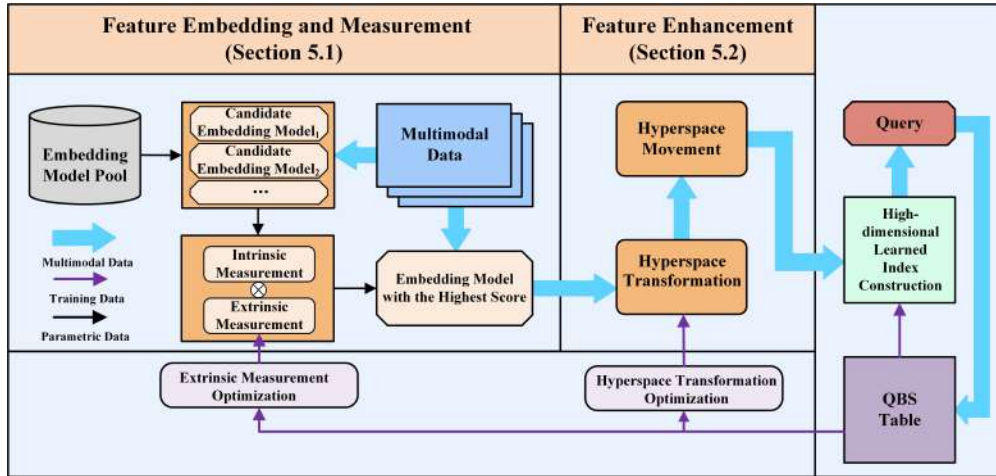 Feature Embedding and Measurement
(Section 5.1)
Feature Enhancement
(Section 5.2)
Embedding
Model Pool
Candidate
Embedding Model₁
Candidate
Embedding Model₂
...
Multimodal
Data
Hyperspace
Movement
Query
Multimodal Data
Training Data
Parametric Data
Intrinsic
Measurement
Extrinsic
Measurement
Embedding Model
with the Highest Score
Hyperspace
Transformation
High-
dimensional
Learned
Index
Construction
Extrinsic Measurement
Optimization
Hyperspace Transformation
Optimization
QBS
Table